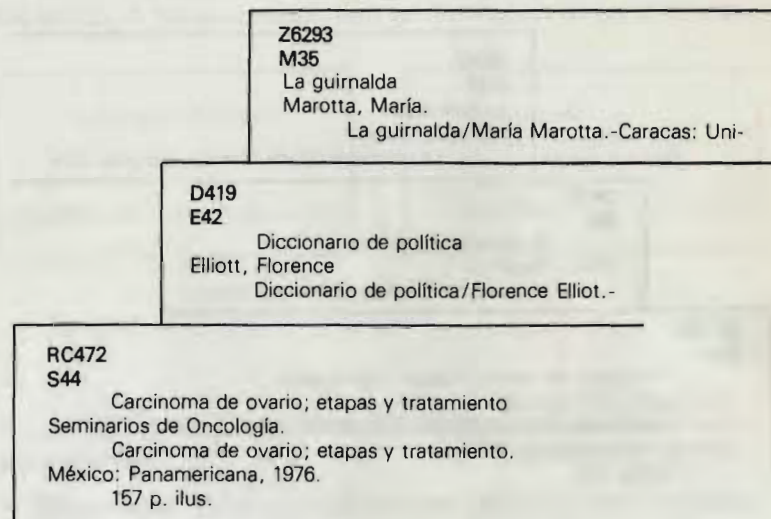 Z6293
M35
La guirnalda
Marotta, María.
La guirnalda/María Marotta.-Caracas: Uni-
D419
E42
Diccionario de política
Elliott, Florence
Diccionario de política/Florence Elliot.-
RC472
S44
Carcinoma de ovario; etapas y tratamiento
Seminarios de Oncología.
Carcinoma de ovario; etapas y tratamiento.
México: Panamericana, 1976.
157 p. ilus.